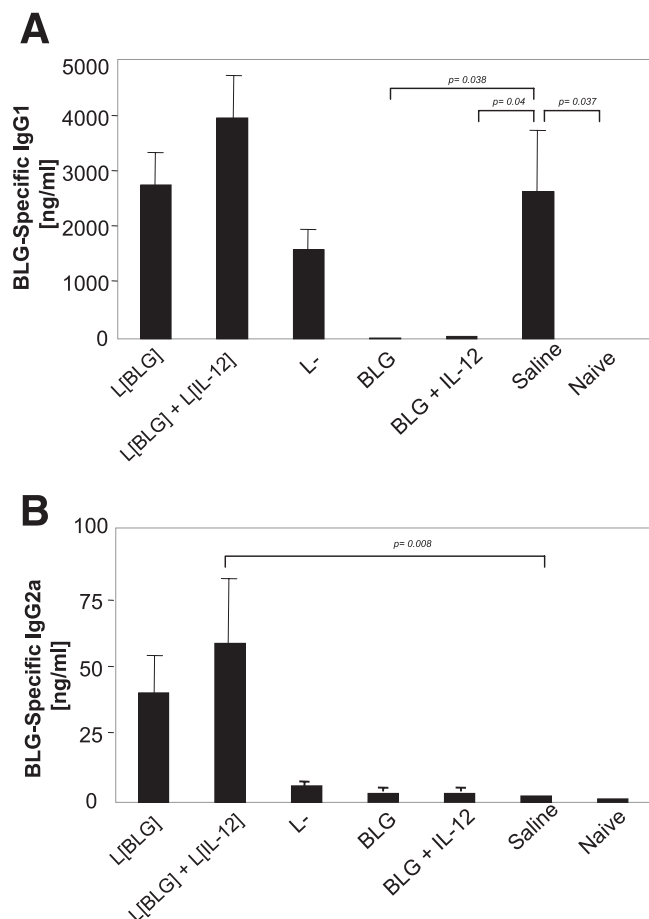 A
BLG-Specific IgG1
[ng/ml]
5000
4000
3000
2000
1000
0
p= 0.038
p= 0.04
p= 0.037
L[BLG]
L[BLG] + L[IL-12]
L-
BLG
BLG + IL-12
Saline
Naive
B
BLG-Specific IgG2a
[ng/ml]
100
75
50
25
0
p= 0.008
L[BLG]
L[BLG] + L[IL-12]
L-
BLG
BLG + IL-12
Saline
Naive